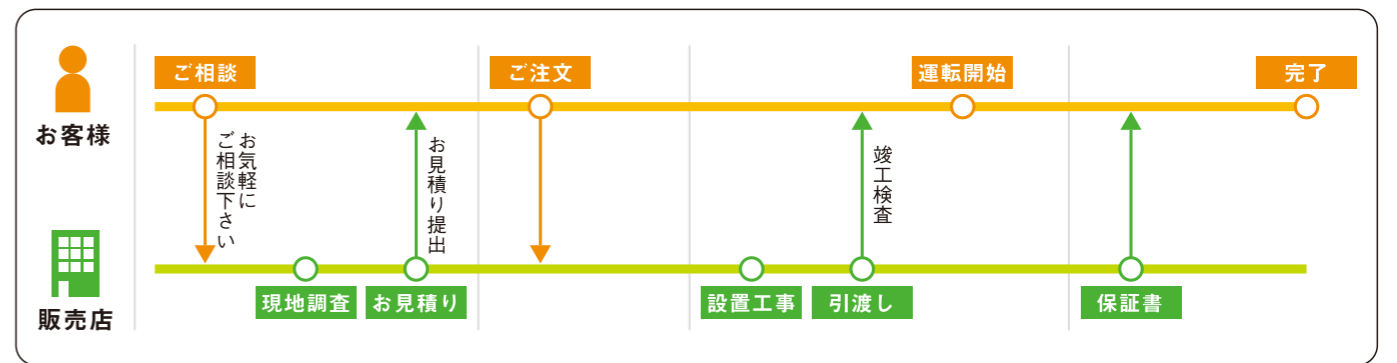 ご相談
ご注文
運転開始
完了
お客様
お気軽に
ご相談下さい
お見積り提出
竣工検査
販売店
現地調査
お見積り
設置工事
引渡し
保証書